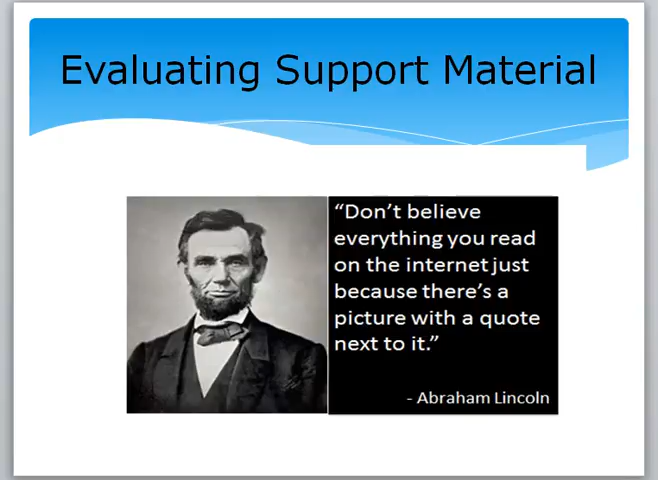 Evaluating Support Material
“Don’t believe
everything you read
on the internet just
because there’s a
picture with a quote
next to it.”
- Abraham Lincoln